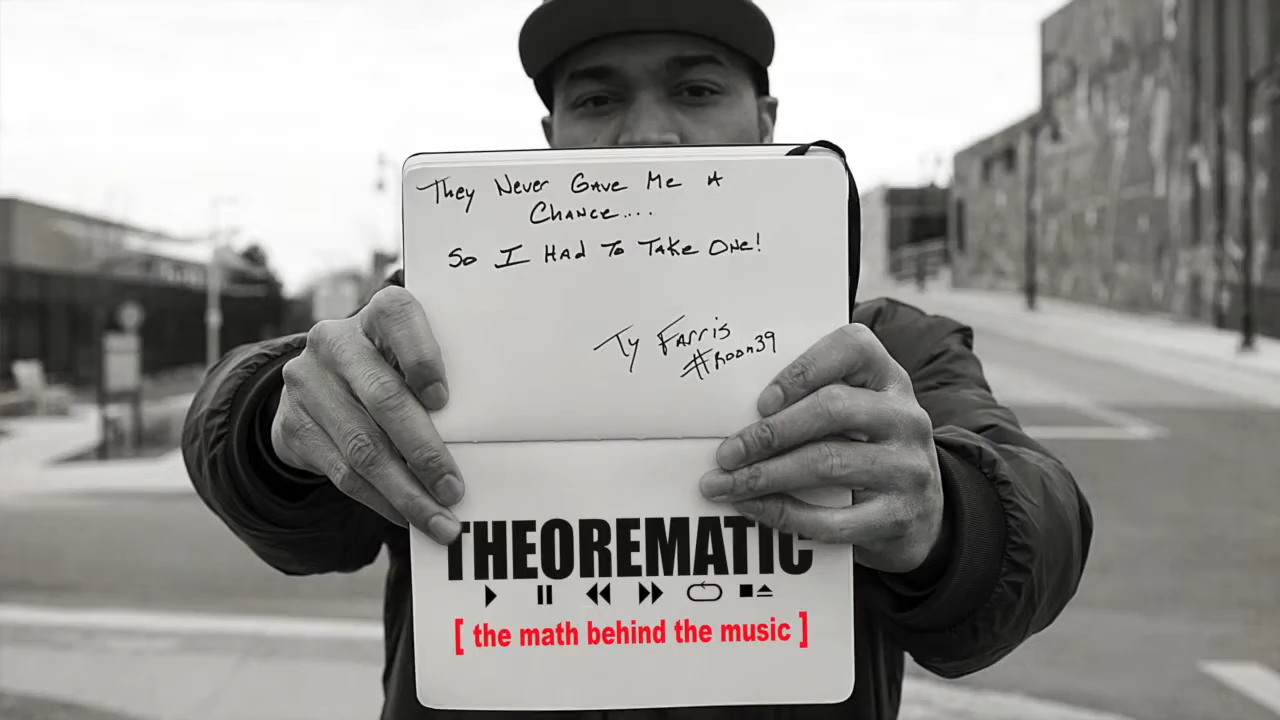 They Never Gave Me A
Chance....
So I Had To Take One!
Ty Farris
#Room39
THEOREMATIC
[ the math behind the music ]